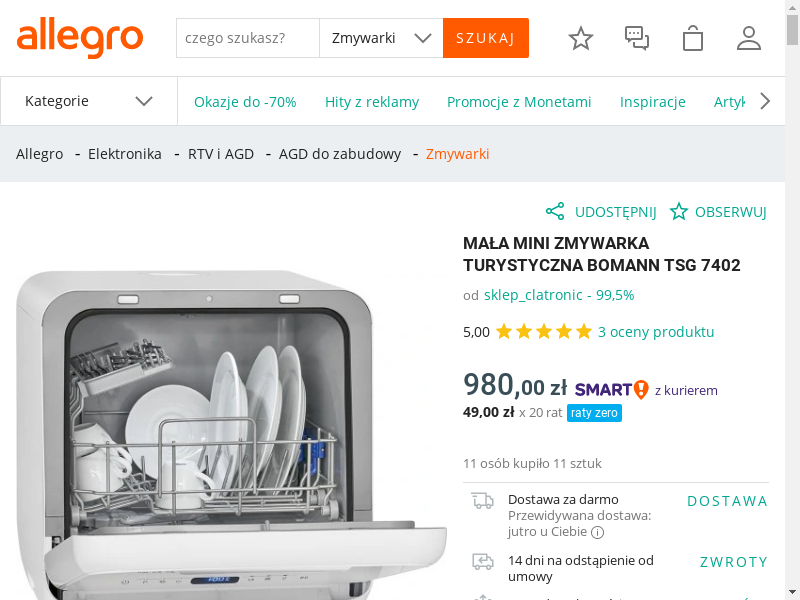 allegro
czego szukasz?
Zmywarki
SZUKAJ
Kategorie
Okazje do -70%
Hity z reklamy
Promocje z Monetami
Inspiracje
Artyk
Allegro - Elektronika - RTV i AGD - AGD do zabudowy - Zmywarki
UDOSTĘPNIJ
OBSERWUJ
MAŁA MINI ZMYWARKA
TURYSTYCZNA BOMANN TSG 7402
od sklep_clatronic - 99,5%
5,00
3 oceny produktu
980,00 zł SMART! z kurierem
49,00 zł x 20 rat raty zero
11 osób kupiło 11 sztuk
Dostawa za darmo
Przewidywana dostawa:
jutro u Ciebie
DOSTAWA
14 dni na odstąpienie od
umowy
ZWROTY